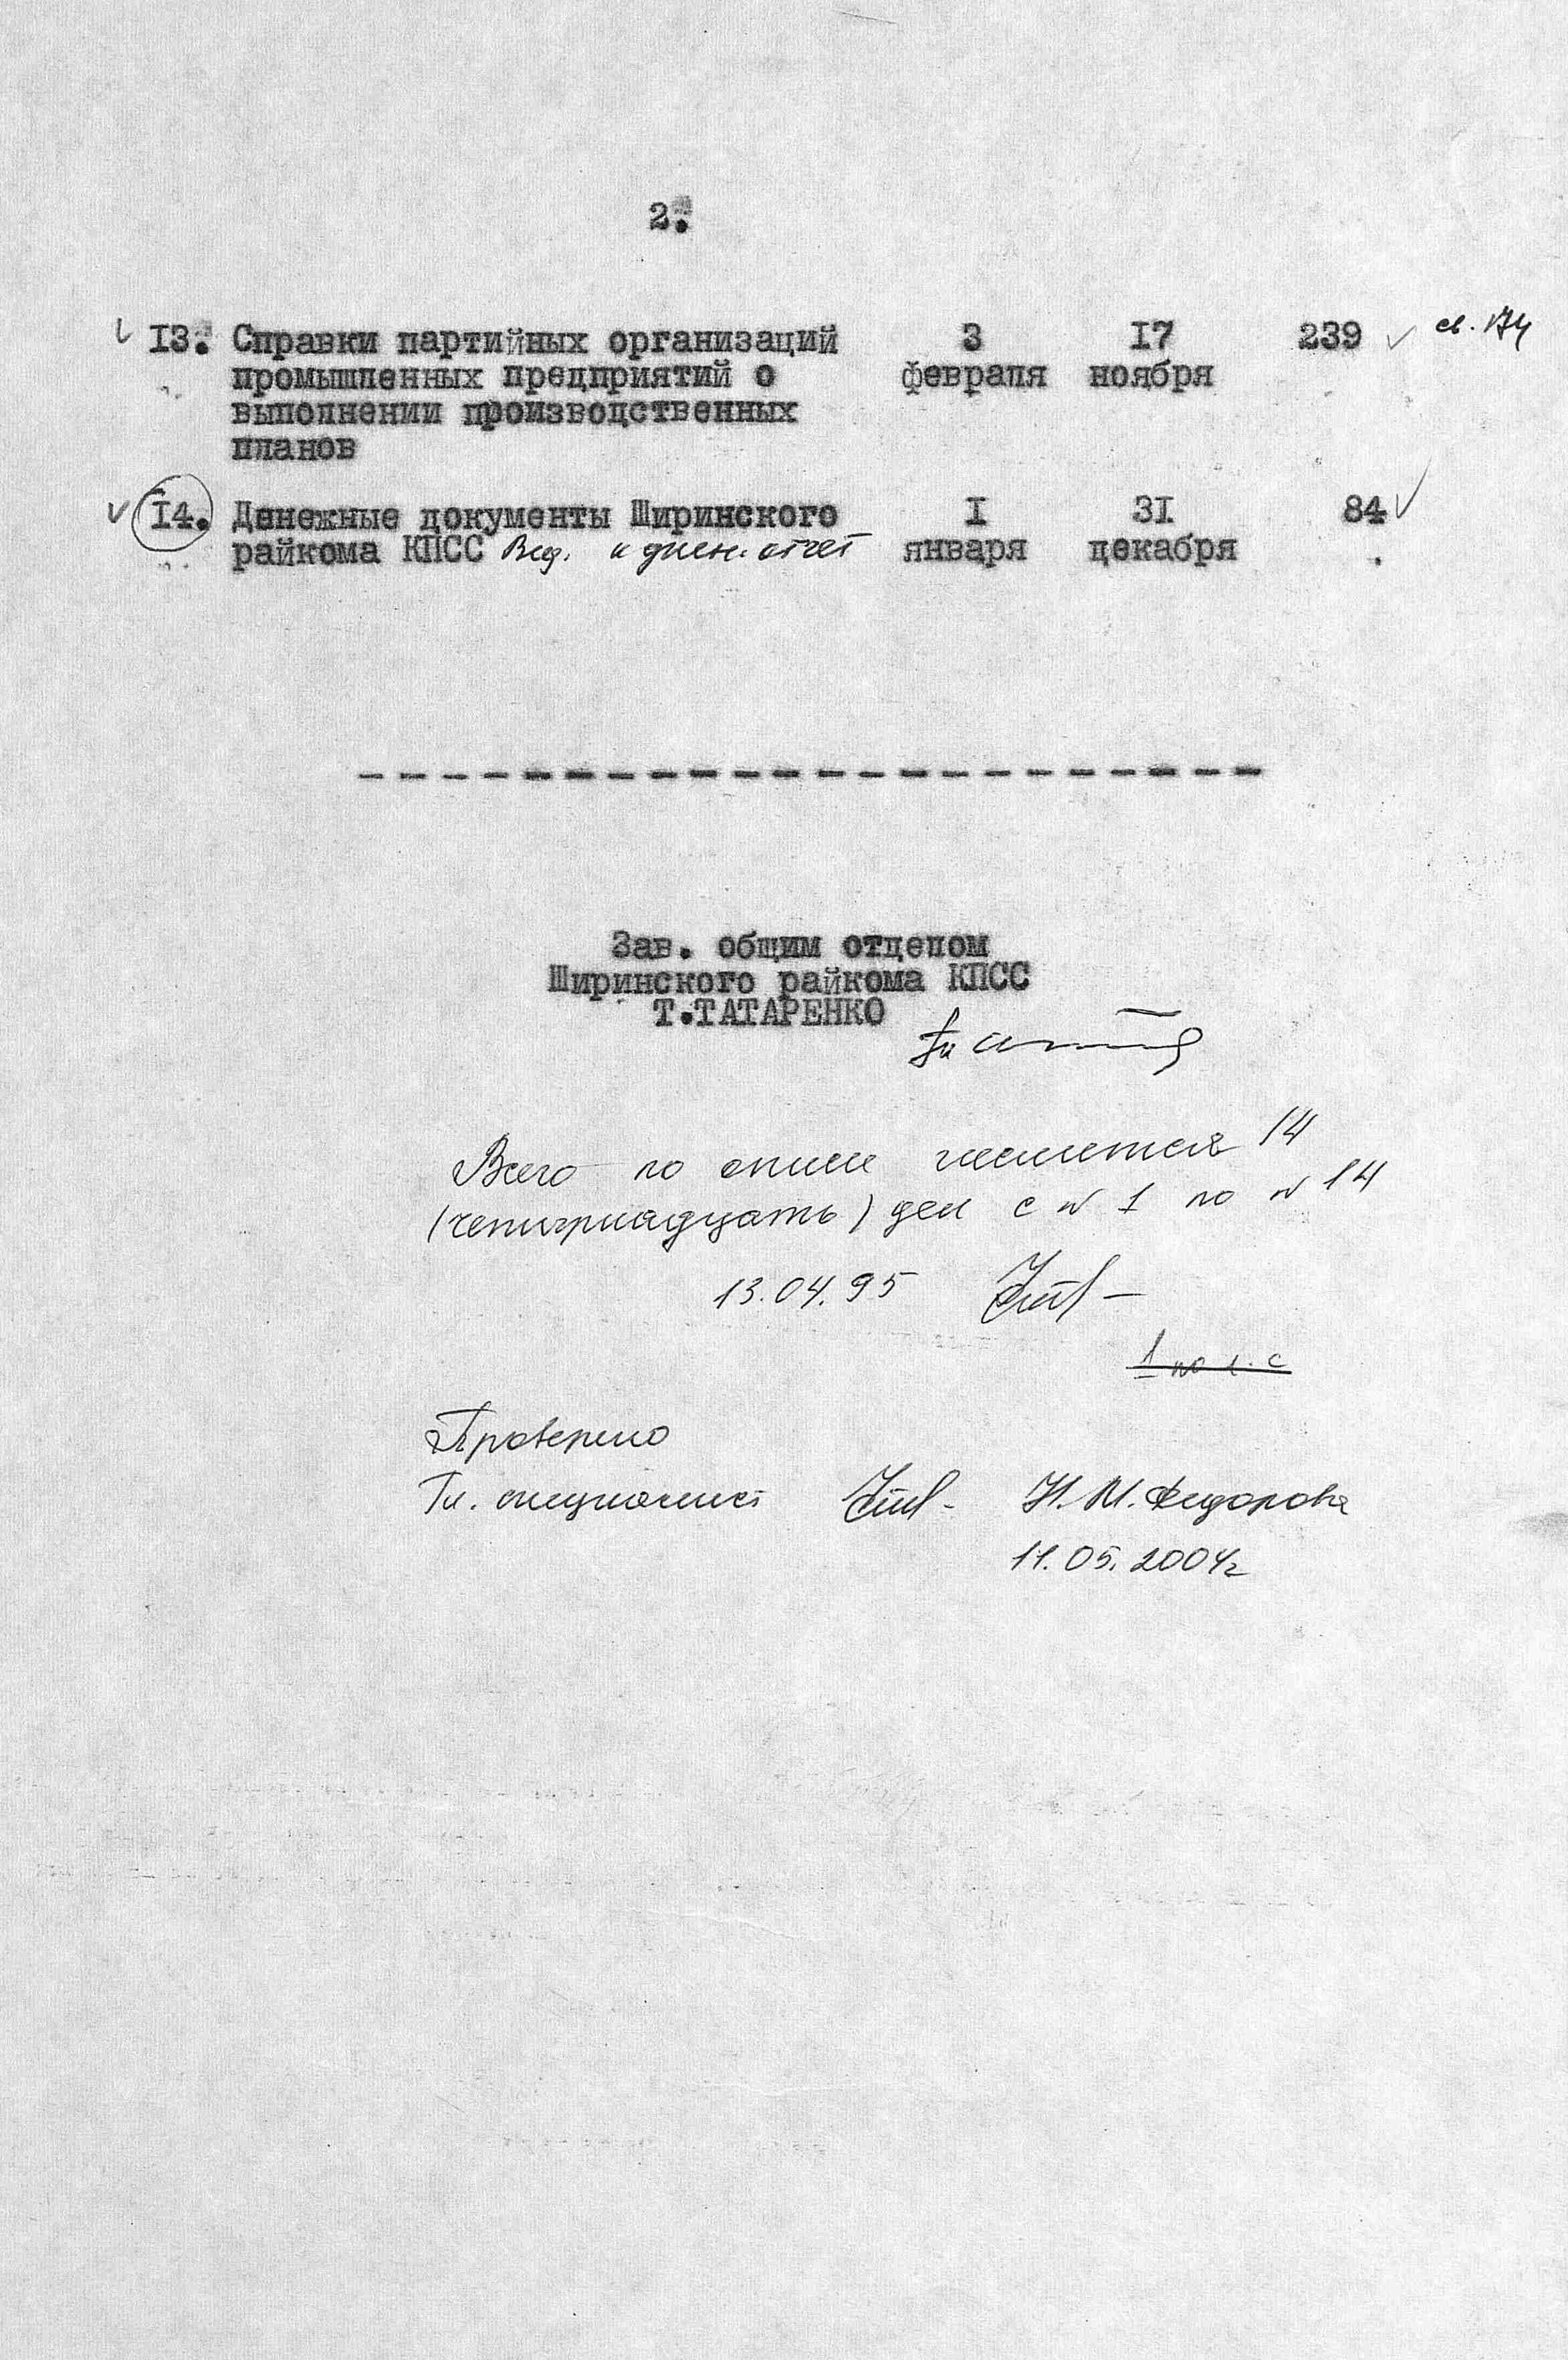 2.
13. Справки партийных организаций 3 17 239 св. 174
промышленных предприятий о февраля ноября
выполнении производственных
планов
14. Денежные документы Ширинского I 31 84
райкома КПСС Вед. и отчет января декабря
Зав. общим отделом
Ширинского райкома КПСС
Т.ТАТАРЕНКО
Всего по описи имеется 14
(четырнадцать) дел с № 1 по № 14
13.04.95
1 по л.с
Проверено
Гл. специалист Н.М. Федорова
11.05.2004г